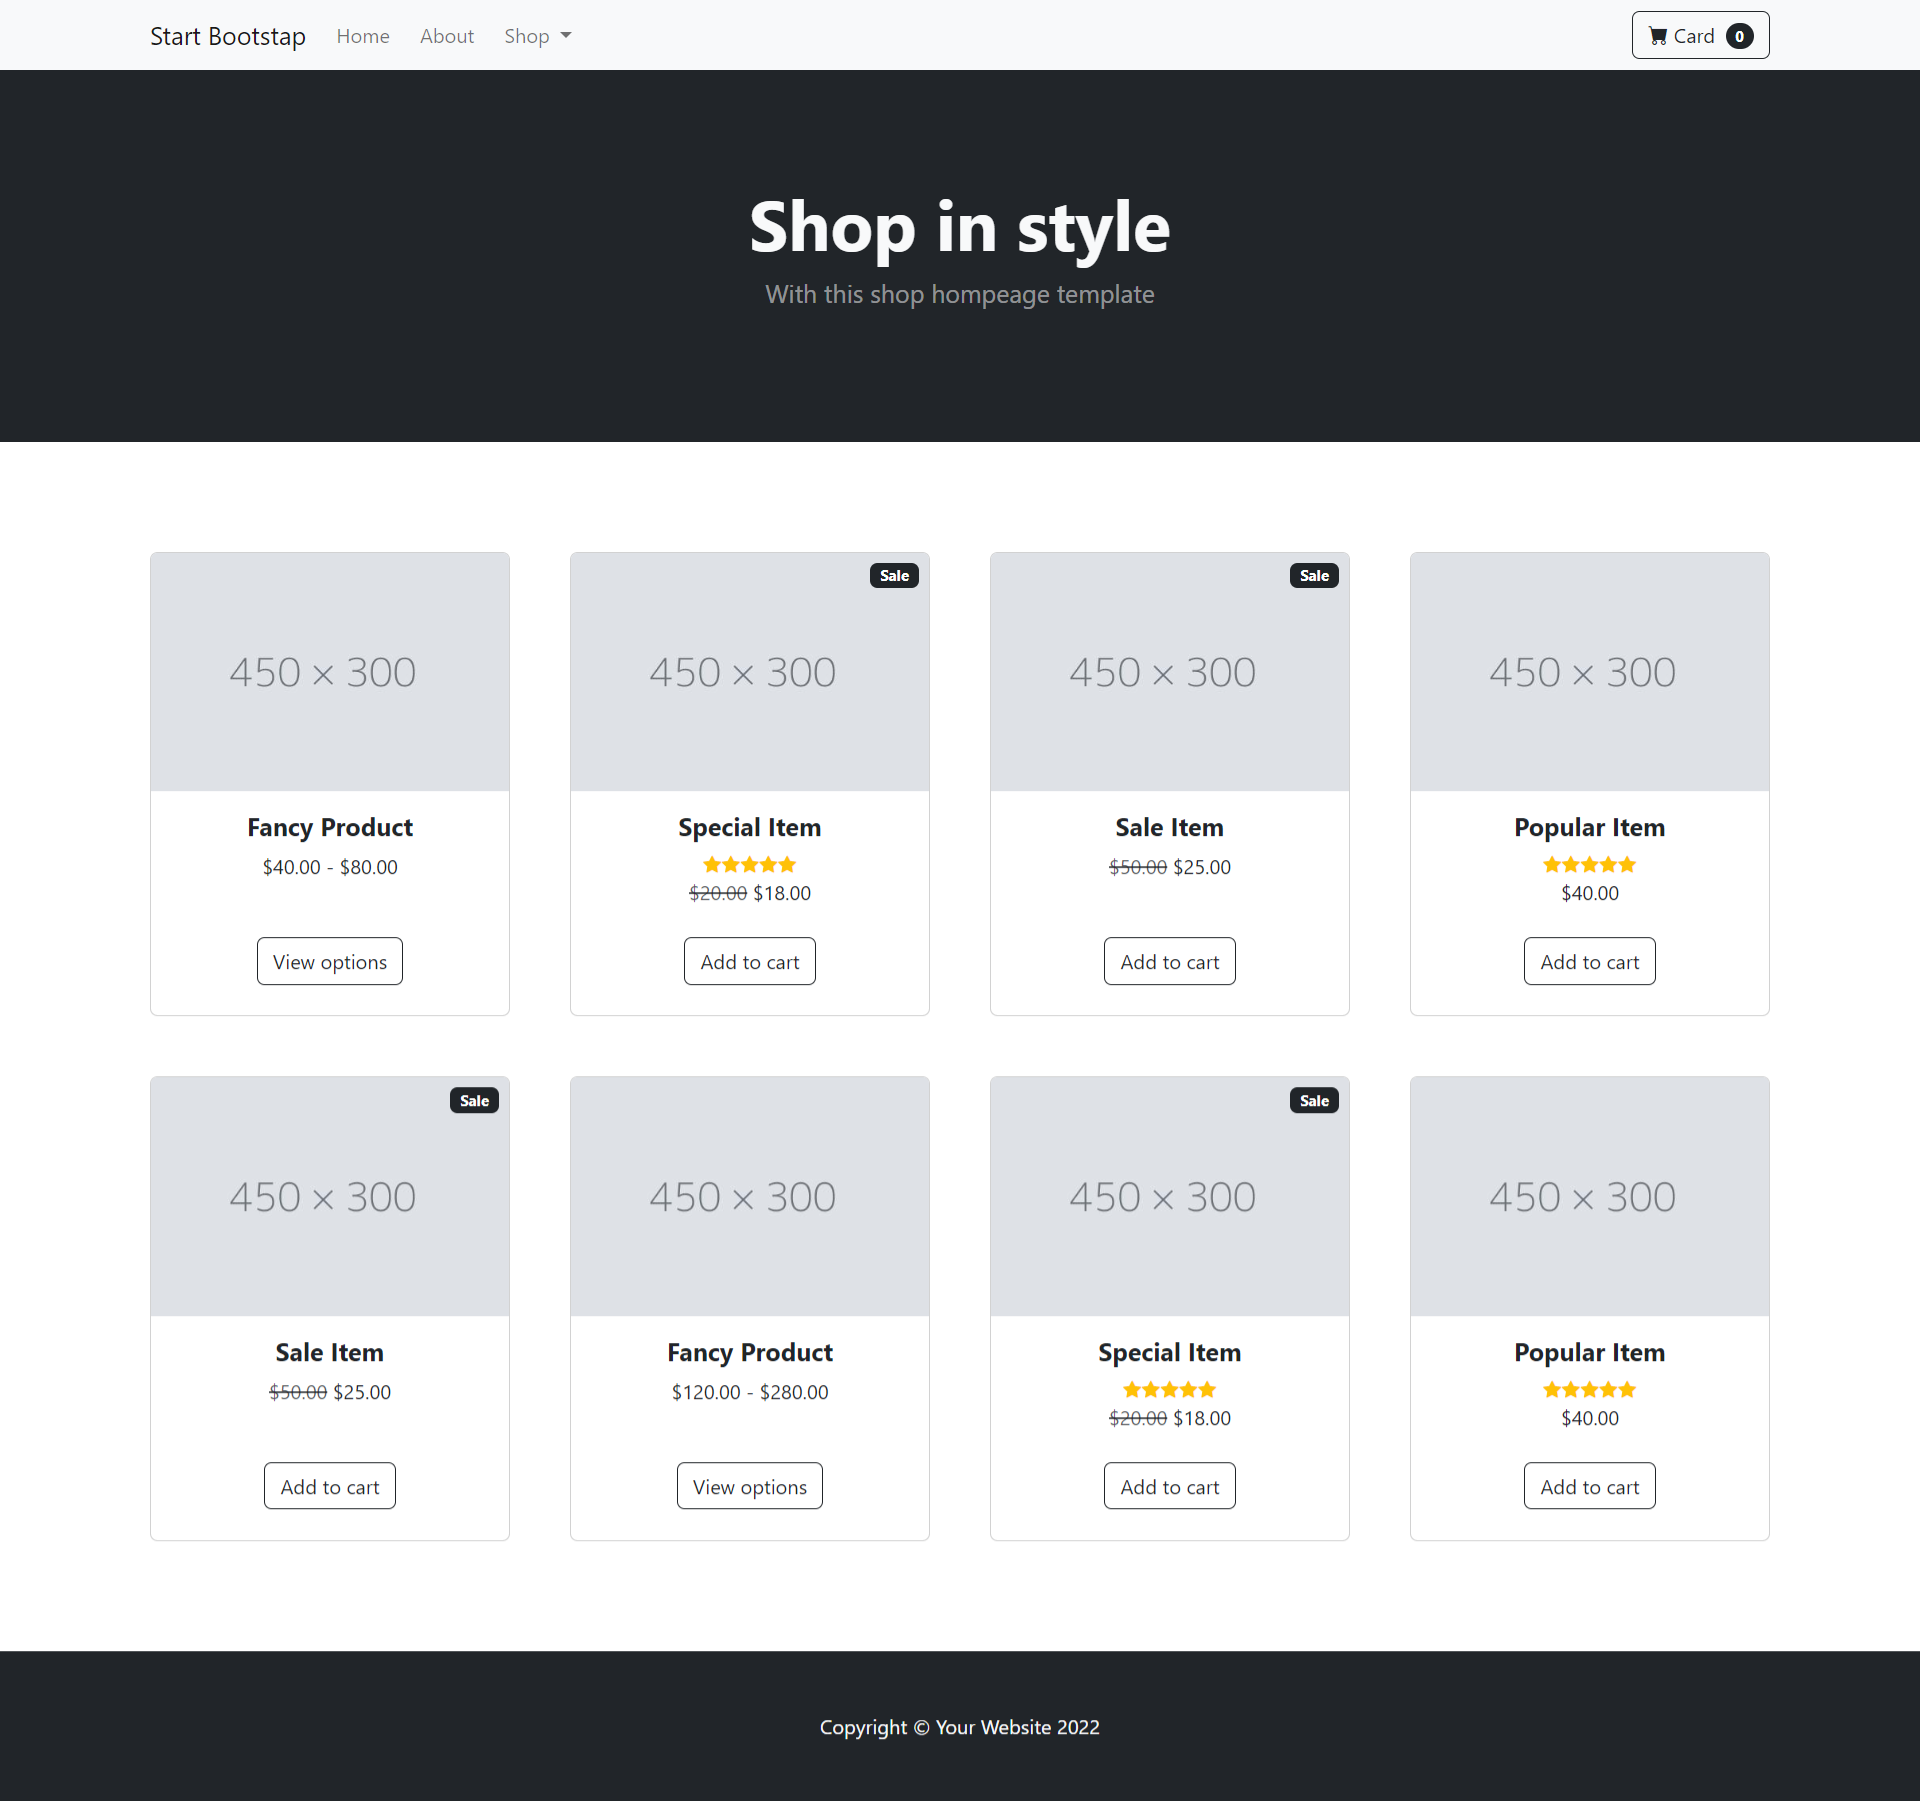 Start Bootstap Home About Shop Card 0
Shop in style
With this shop hompeage template
450 × 300
Fancy Product
$40.00 - $80.00
View options
Sale
450 × 300
Special Item
$20.00 $18.00
Add to cart
Sale
450 × 300
Sale Item
$50.00 $25.00
Add to cart
450 × 300
Popular Item
$40.00
Add to cart
Sale
450 × 300
Sale Item
$50.00 $25.00
Add to cart
450 × 300
Fancy Product
$120.00 - $280.00
View options
Sale
450 × 300
Special Item
$20.00 $18.00
Add to cart
450 × 300
Popular Item
$40.00
Add to cart
Copyright © Your Website 2022